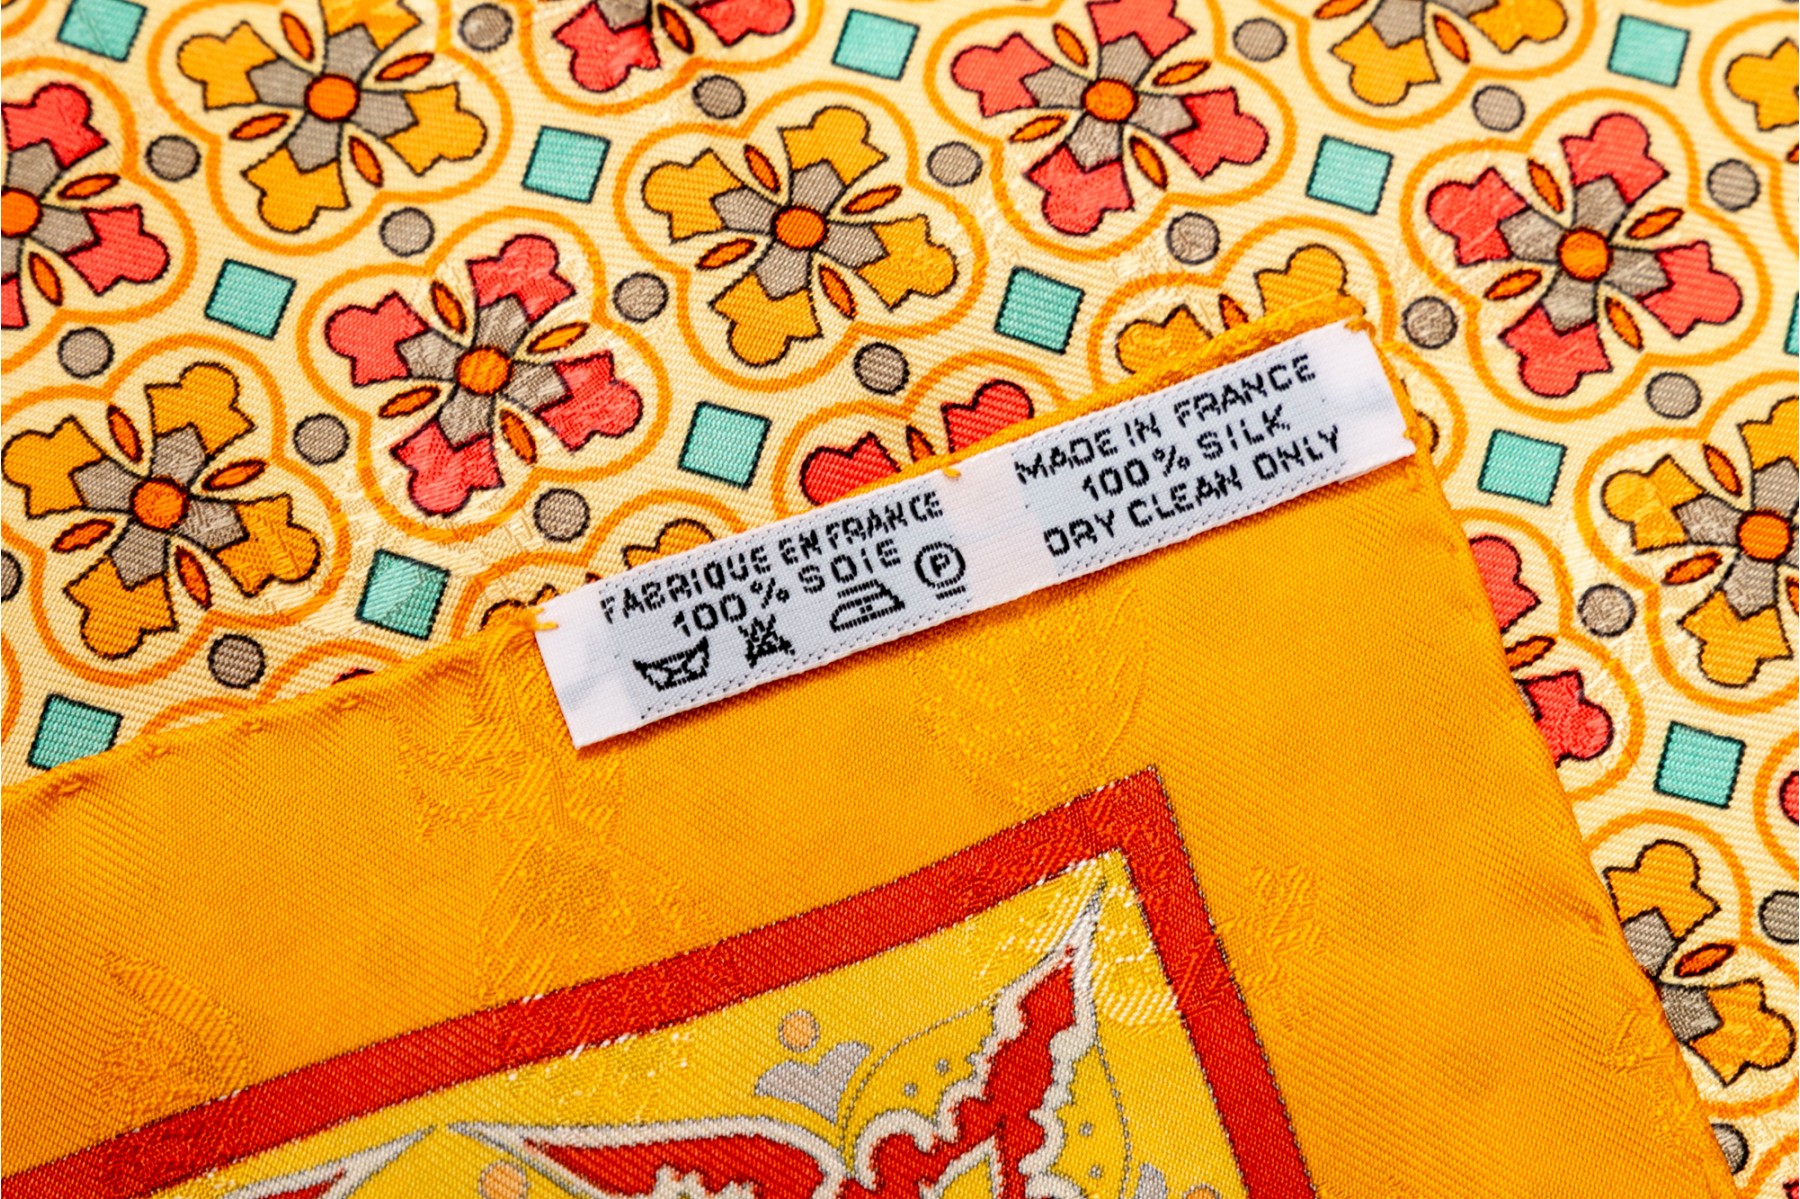 FABRIQUE EN FRANCE
100% SOIE
P
MADE IN FRANCE
100% SILK
DRY CLEAN ONLY